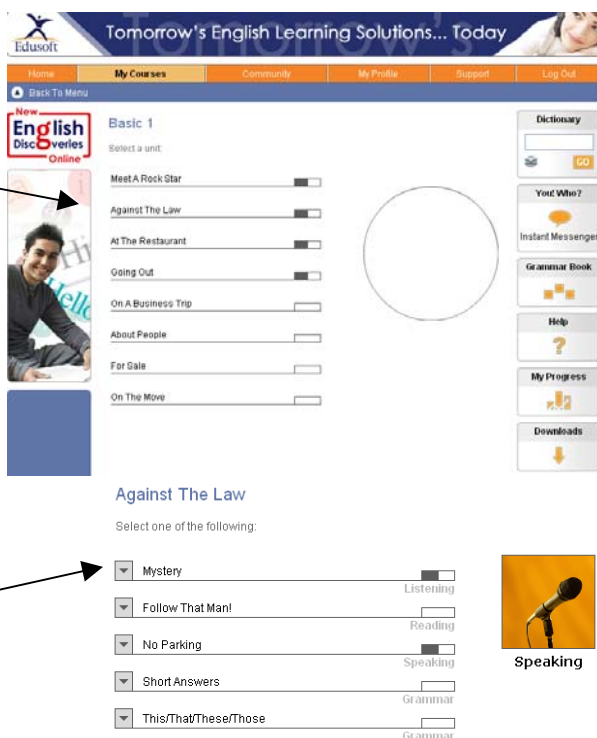 Edusoft
Tomorrow's English Learning Solutions... Today
Home
My Courses
Community
My Profile
Support
Log Out
Back To Menu
New
English
Discoveries
Online
Basic 1
Select a unit:
Meet A Rock Star
Against The Law
At The Restaurant
Going Out
On A Business Trip
About People
For Sale
On The Move
Hi
Hello
Dictionary
GO
You! Who?
Instant Messenger
Grammar Book
Help
?
My Progress
Downloads
Against The Law
Select one of the following:
Mystery
Listening
Follow That Man!
Reading
No Parking
Speaking
Short Answers
Grammar
This/That/These/Those
Grammar
Speaking